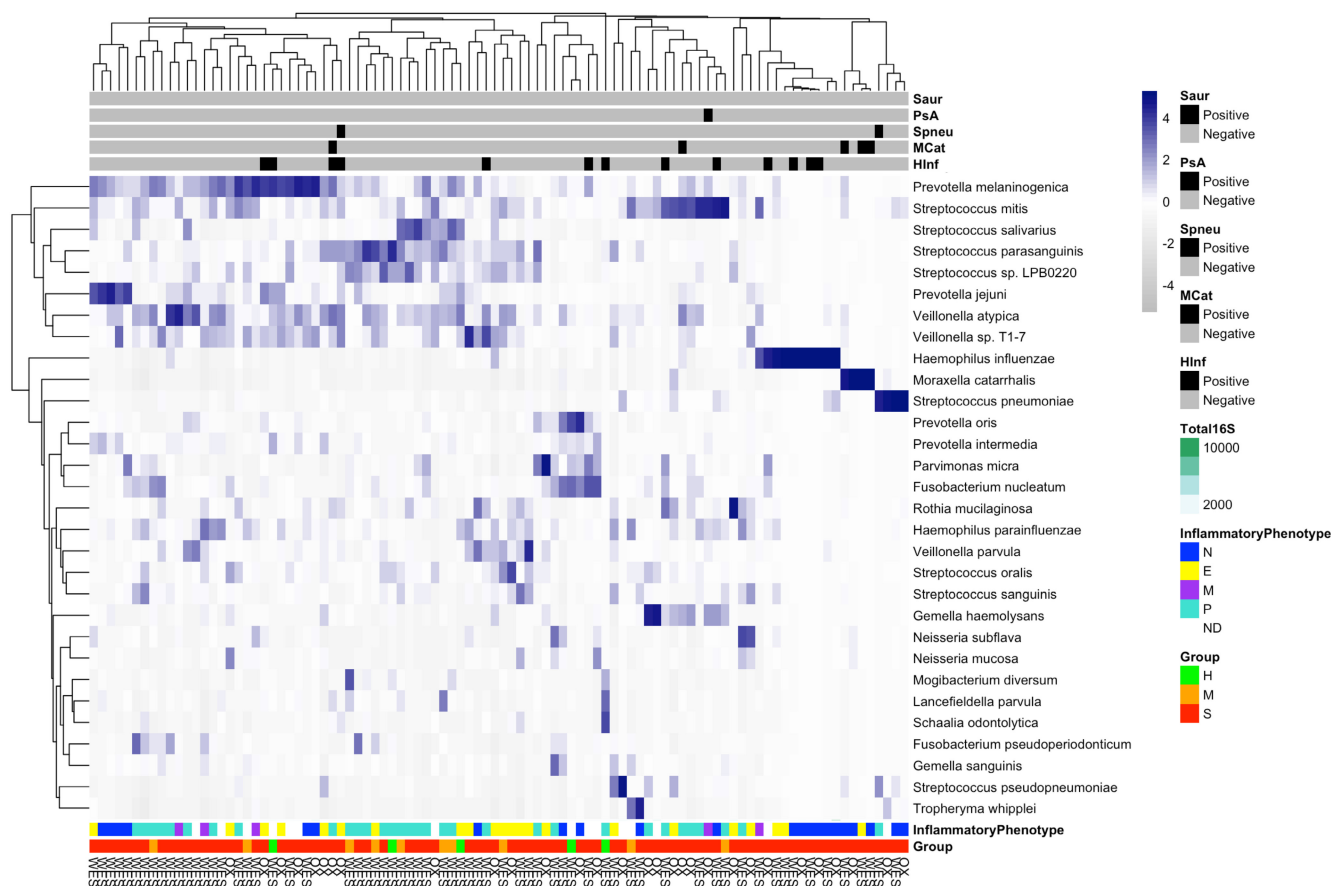 Saur
PsA
Spneu
MCat
HInf
Prevotella melaninogenica
Streptococcus mitis
Streptococcus salivarius
Streptococcus parasanguinis
Streptococcus sp. LPB0220
Prevotella jejuni
Veillonella atypica
Veillonella sp. T1-7
Haemophilus influenzae
Moraxella catarrhalis
Streptococcus pneumoniae
Prevotella oris
Prevotella intermedia
Parvimonas micra
Fusobacterium nucleatum
Rothia mucilaginosa
Haemophilus parainfluenzae
Veillonella parvula
Streptococcus oralis
Streptococcus sanguinis
Gemella haemolysans
Neisseria subflava
Neisseria mucosa
Mogibacterium diversum
Lancefieldella parvula
Schaalia odontolytica
Fusobacterium pseudoperiodonticum
Gemella sanguinis
Streptococcus pseudopneumoniae
Tropheryma whipplei
InflammatoryPhenotype
Group
4
2
0
-2
-4
Saur
Positive
Negative
PsA
Positive
Negative
Spneu
Positive
Negative
MCat
Positive
Negative
HInf
Positive
Negative
Total16S
10000
2000
InflammatoryPhenotype
N
E
M
P
ND
Group
H
M
S